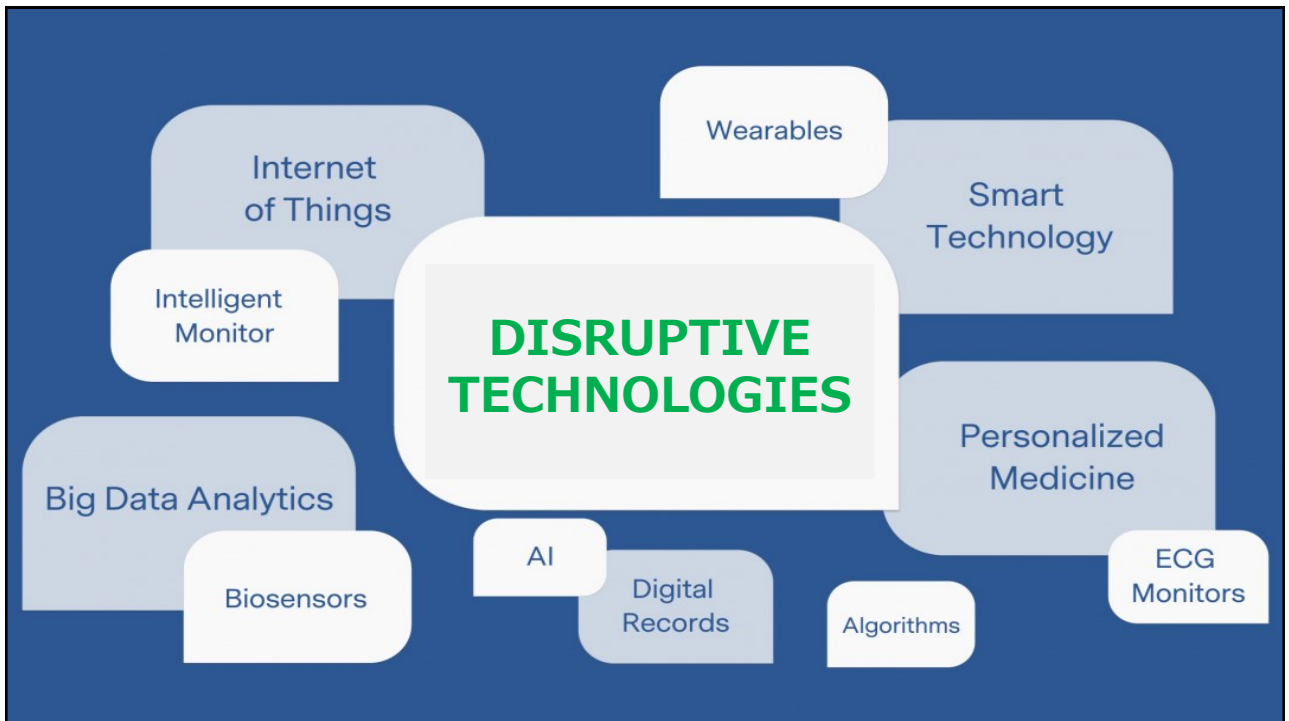 Wearables
Internet
of Things
Smart
Technology
Intelligent
Monitor
DISRUPTIVE
TECHNOLOGIES
Personalized
Medicine
Big Data Analytics
AI
ECG
Monitors
Biosensors
Digital
Records
Algorithms